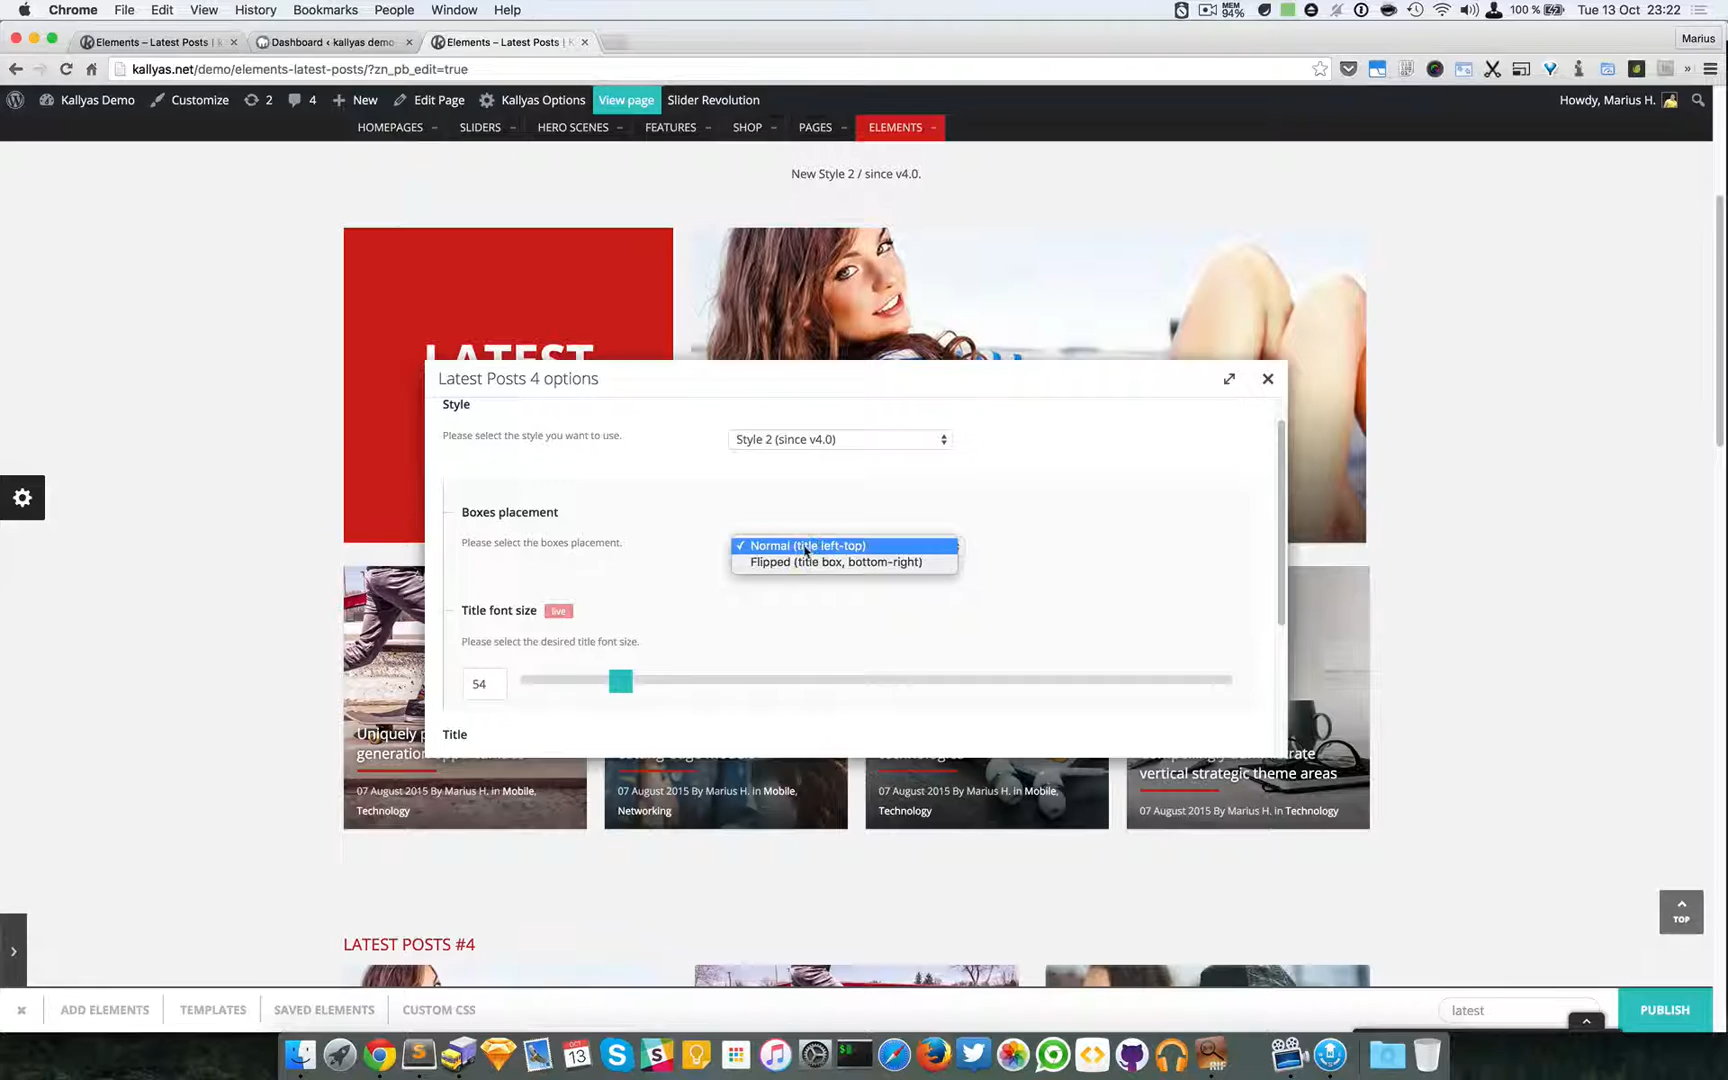 Chrome File Edit View History Bookmarks People Window Help
MEM 94% 100 % Tue 13 Oct 23:22
Elements – Latest Posts | Dashboard ‹ kallyas demo Elements – Latest Posts | K Marius
kallyas.net/demo/elements-latest-posts/?zn_pb_edit=true
Kallyas Demo Customize 2 4 New Edit Page Kallyas Options View page Slider Revolution Howdy, Marius H.
HOMEPAGES SLIDERS HERO SCENES FEATURES SHOP PAGES ELEMENTS
New Style 2 / since v4.0.
LATEST
Latest Posts 4 options
Style
Please select the style you want to use.
Style 2 (since v4.0)
Boxes placement
Please select the boxes placement.
Normal (title left-top)
Flipped (title box, bottom-right)
Title font size live
Please select the desired title font size.
54
Title
Uniquely
generation
vertical strategic theme areas
07 August 2015 By Marius H. in Mobile,
Technology
07 August 2015 By Marius H. in Mobile,
Networking
07 August 2015 By Marius H. in Mobile,
Technology
07 August 2015 By Marius H. in Technology
TOP
LATEST POSTS #4
ADD ELEMENTS TEMPLATES SAVED ELEMENTS CUSTOM CSS latest PUBLISH
OCT
13
RIF